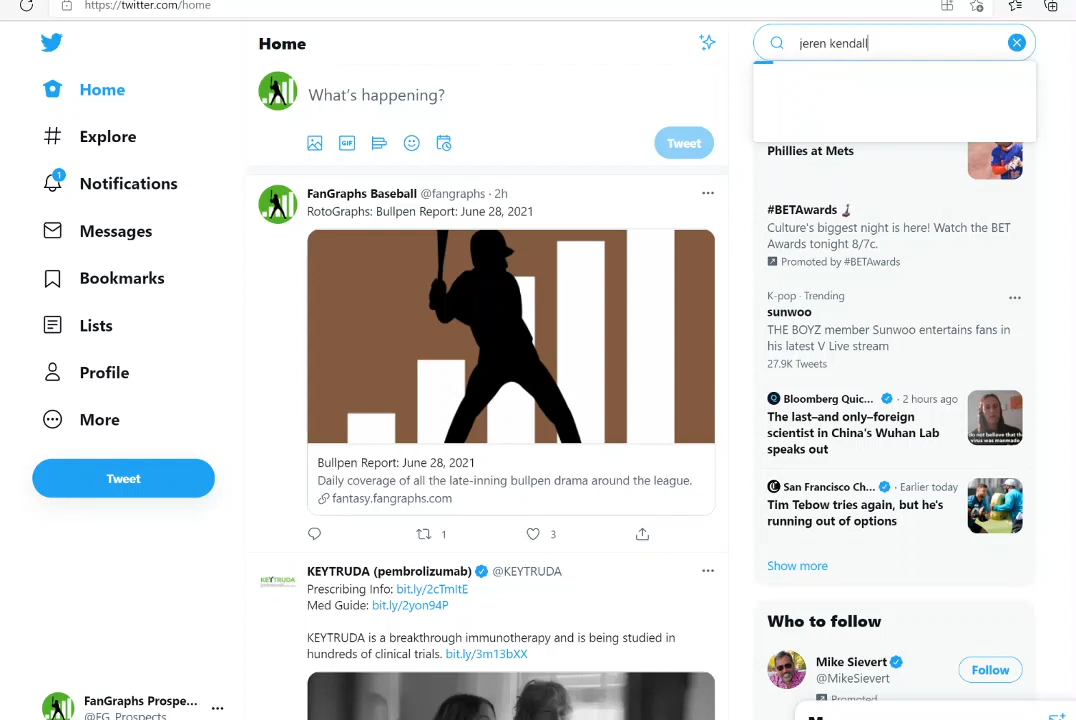 https://twitter.com/home
Home
Explore
1
Notifications
Messages
Bookmarks
Lists
Profile
More
Tweet
FanGraphs Prospe...
@FG_Prospects
Home
What's happening?
GIF
Tweet
FanGraphs Baseball @fangraphs · 2h
RotoGraphs: Bullpen Report: June 28, 2021
Bullpen Report: June 28, 2021
Daily coverage of all the late-inning bullpen drama around the league.
fantasy.fangraphs.com
1
3
KEYTRUDA
KEYTRUDA (pembrolizumab) @KEYTRUDA
Prescribing Info: bit.ly/2cTmItE
Med Guide: bit.ly/2yon94P
KEYTRUDA is a breakthrough immunotherapy and is being studied in
hundreds of clinical trials. bit.ly/3m13bXX
jeren kendall
Phillies at Mets
#BETAwards
Culture's biggest night is here! Watch the BET
Awards tonight 8/7c.
Promoted by #BETAwards
K-pop · Trending
sunwoo
THE BOYZ member Sunwoo entertains fans in
his latest V Live stream
27.9K Tweets
Bloomberg Quic... · 2 hours ago
The last–and only–foreign
scientist in China's Wuhan Lab
speaks out
San Francisco Ch... · Earlier today
Tim Tebow tries again, but he's
running out of options
Show more
Who to follow
Mike Sievert
@MikeSievert
Follow
Promoted